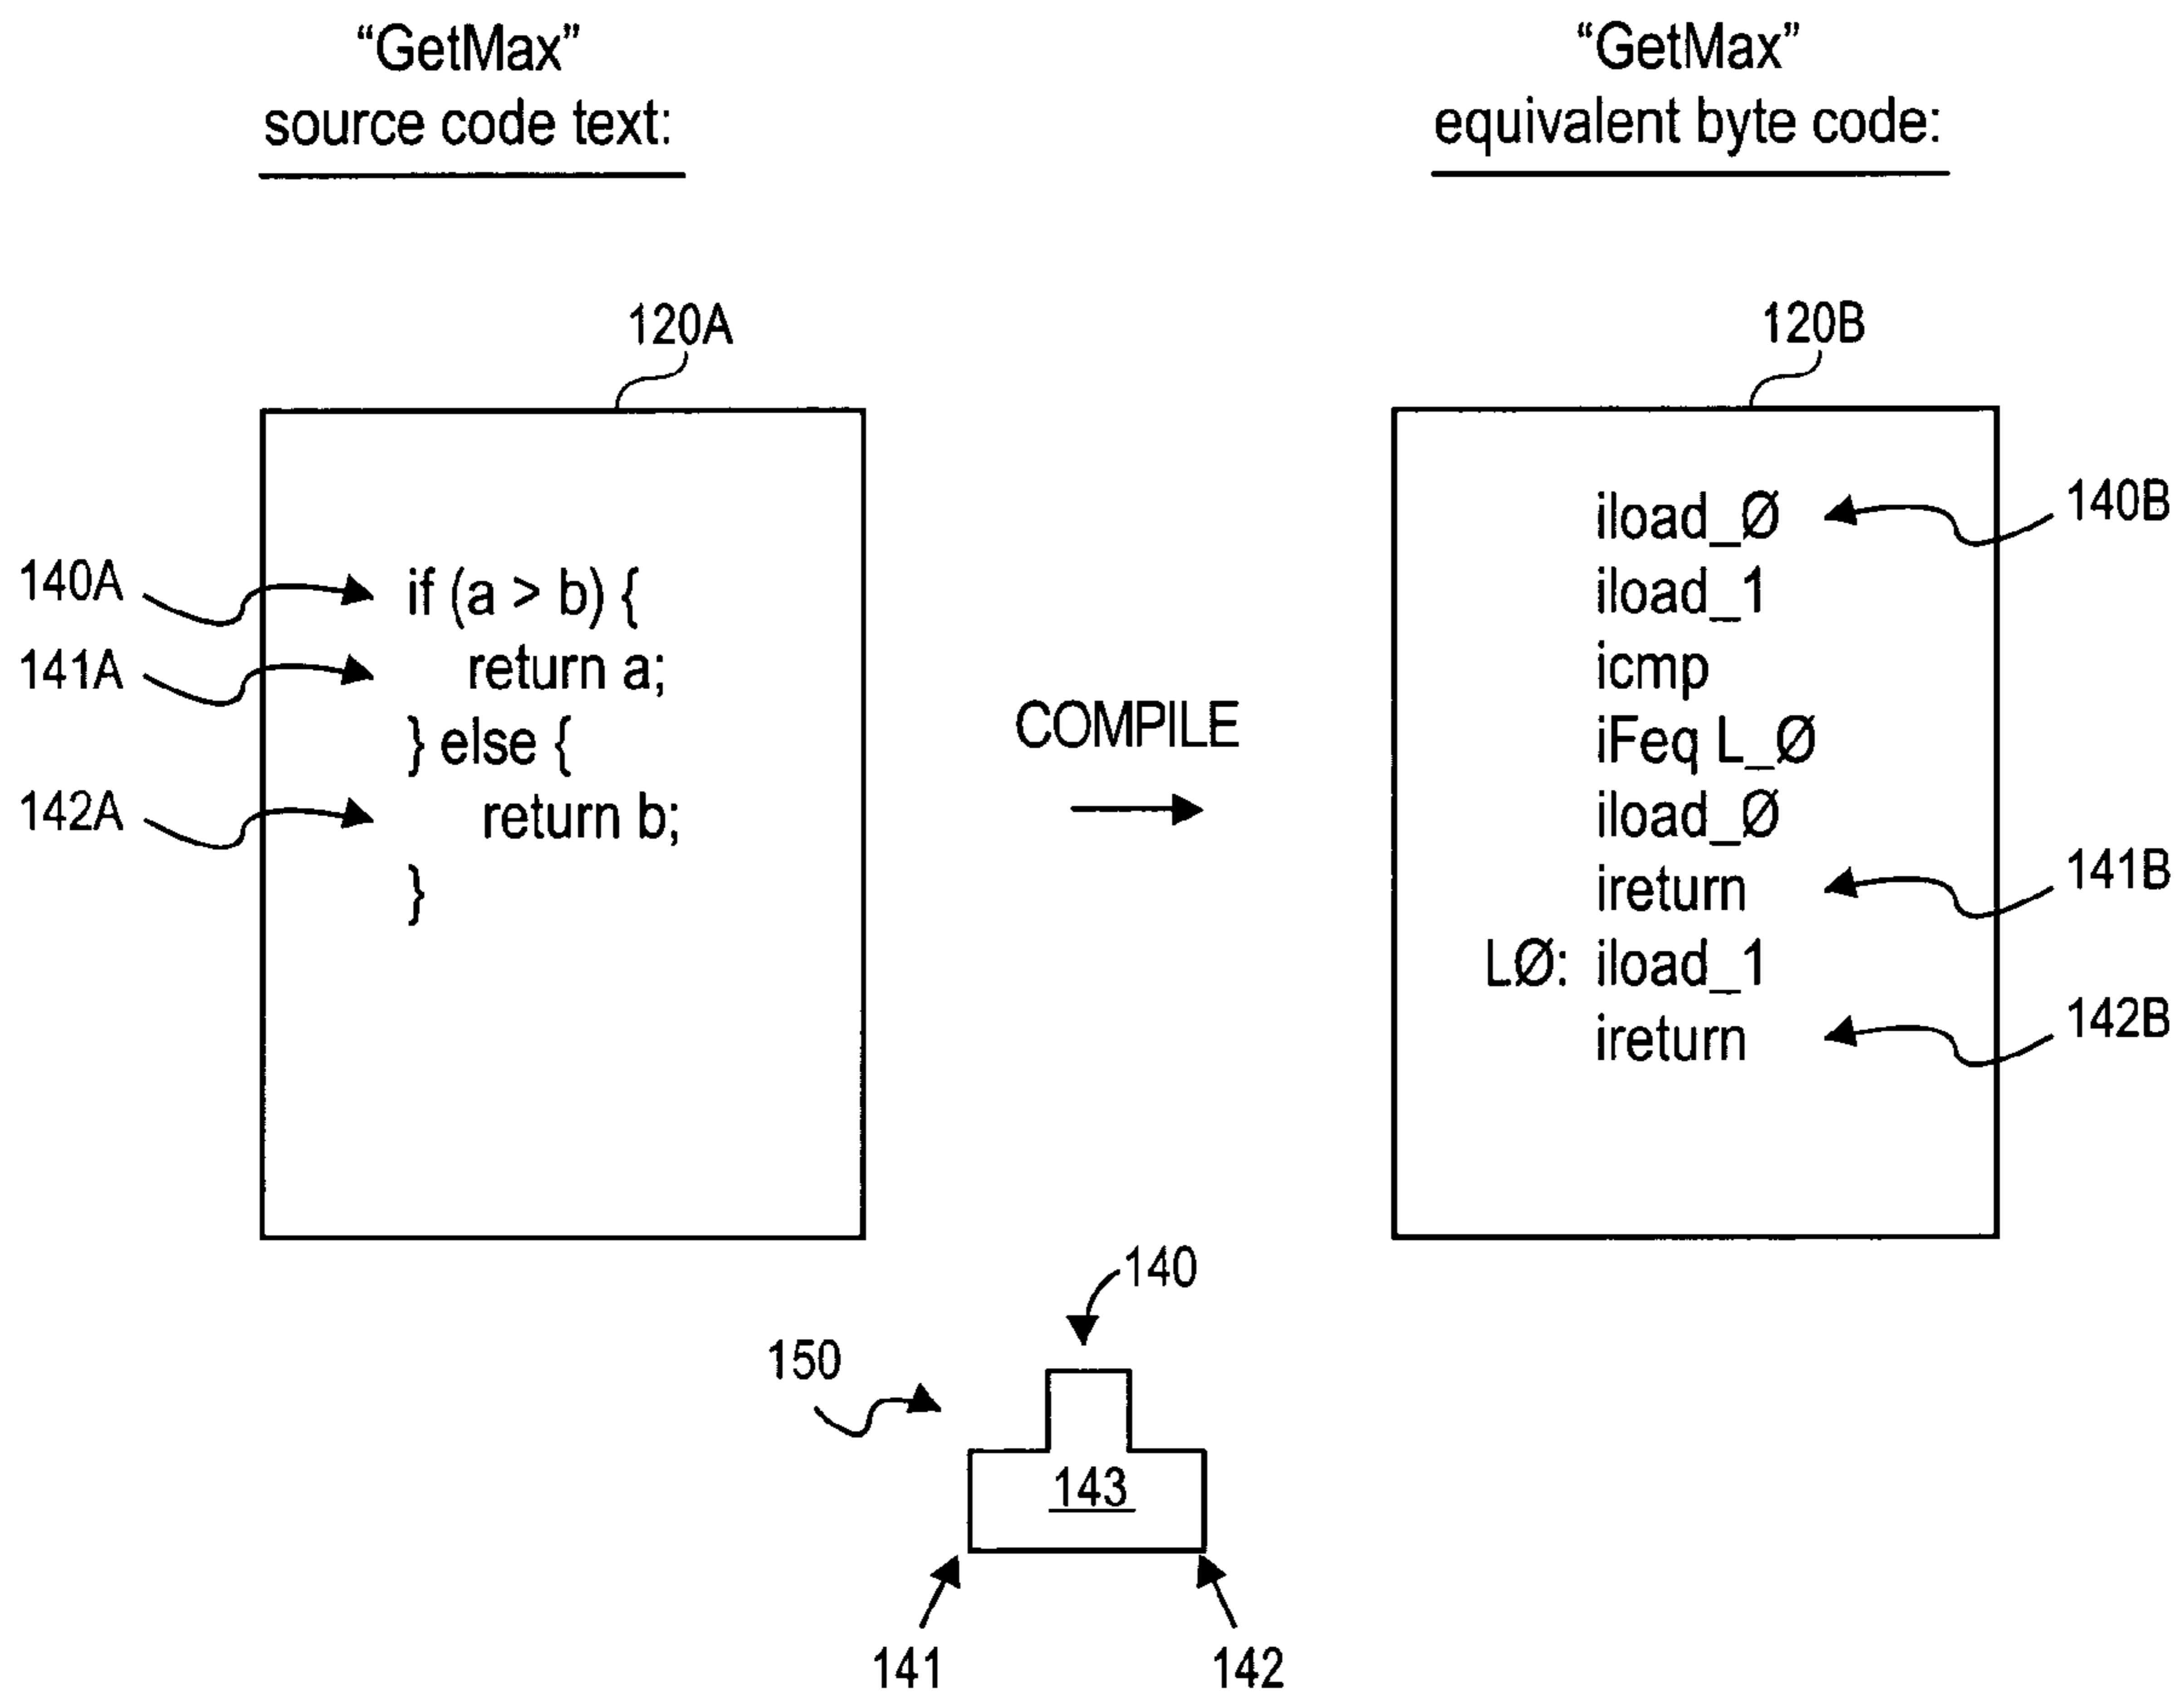 “GetMax”
source code text:
“GetMax”
equivalent byte code:
120A
120B
140A
141A
142A
if (a > b) {
return a;
} else {
return b;
}
COMPILE
iload_Ø
iload_1
icmp
iFeq L_Ø
iload_Ø
ireturn
LØ: iload_1
ireturn
140B
141B
142B
140
150
143
141
142